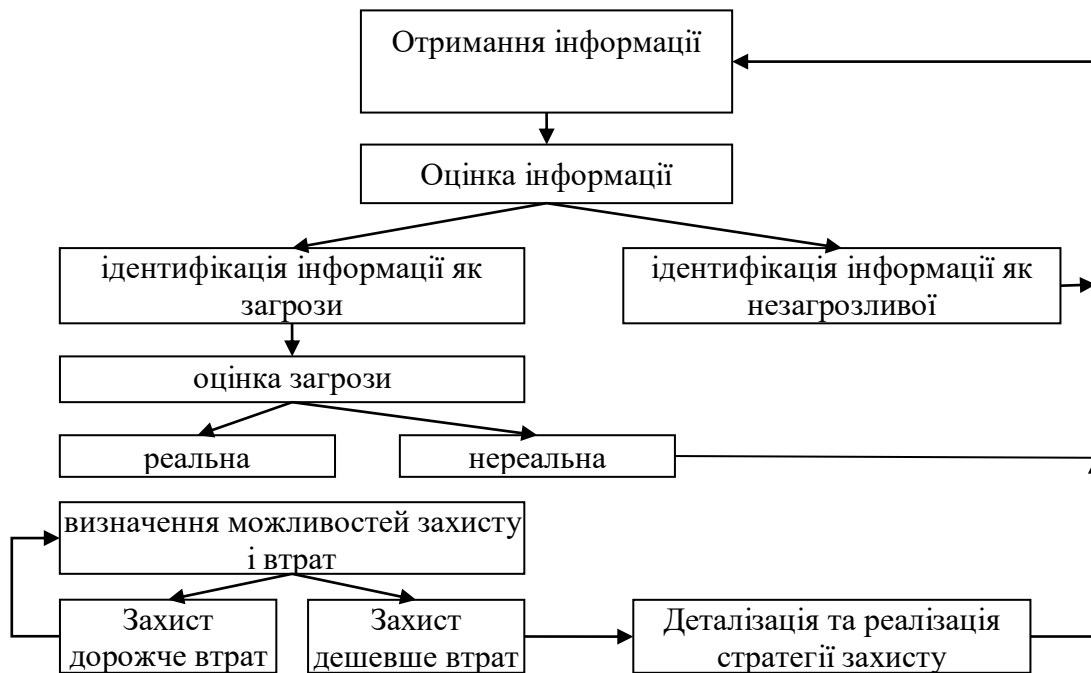 Отримання інформації
Оцінка інформації
ідентифікація інформації як
загрози
ідентифікація інформації як
незагрозливої
оцінка загрози
реальна
нереальна
визначення можливостей захисту
і втрат
Захист
дорожче втрат
Захист
дешевше втрат
Деталізація та реалізація
стратегії захисту